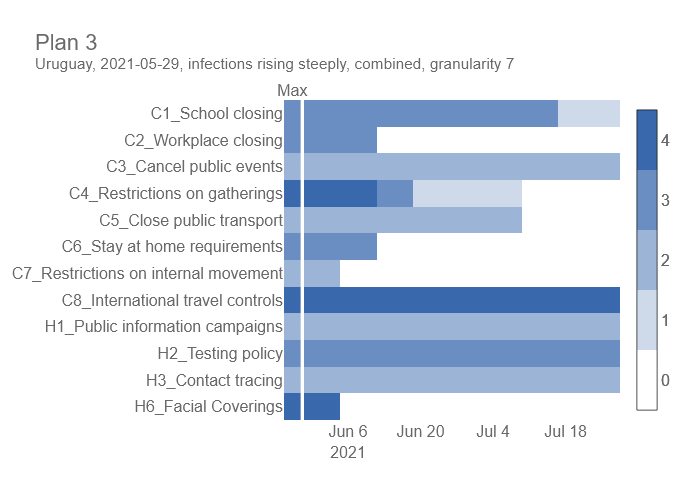 Plan 3
Uruguay, 2021-05-29, infections rising steeply, combined, granularity 7
Max
C1_School closing
C2_Workplace closing
C3_Cancel public events
C4_Restrictions on gatherings
C5_Close public transport
C6_Stay at home requirements
C7_Restrictions on internal movement
C8_International travel controls
H1_Public information campaigns
H2_Testing policy
H3_Contact tracing
H6_Facial Coverings
Jun 6 Jun 20 Jul 4 Jul 18
2021
4
3
2
1
0